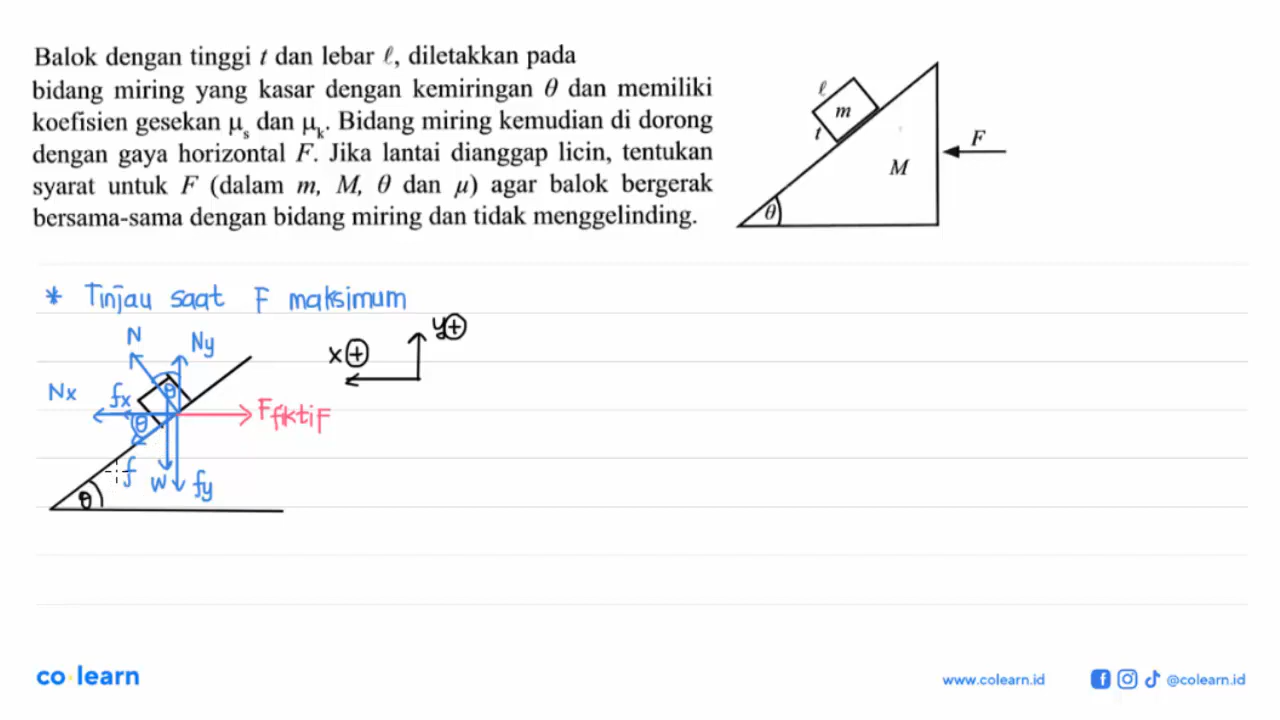 Balok dengan tinggi t dan lebar ℓ, diletakkan pada
bidang miring yang kasar dengan kemiringan θ dan memiliki
koefisien gesekan μs dan μk. Bidang miring kemudian di dorong
dengan gaya horizontal F. Jika lantai dianggap licin, tentukan
syarat untuk F (dalam m, M, θ dan μ) agar balok bergerak
bersama-sama dengan bidang miring dan tidak menggelinding.
ℓ
m
t
F
M
θ
* Tinjau saat F maksimum
N
Ny
x+
y+
Nx
fx
θ
θ
F fiktif
f
W
fy
θ
co·learn
www.colearn.id
@colearn.id